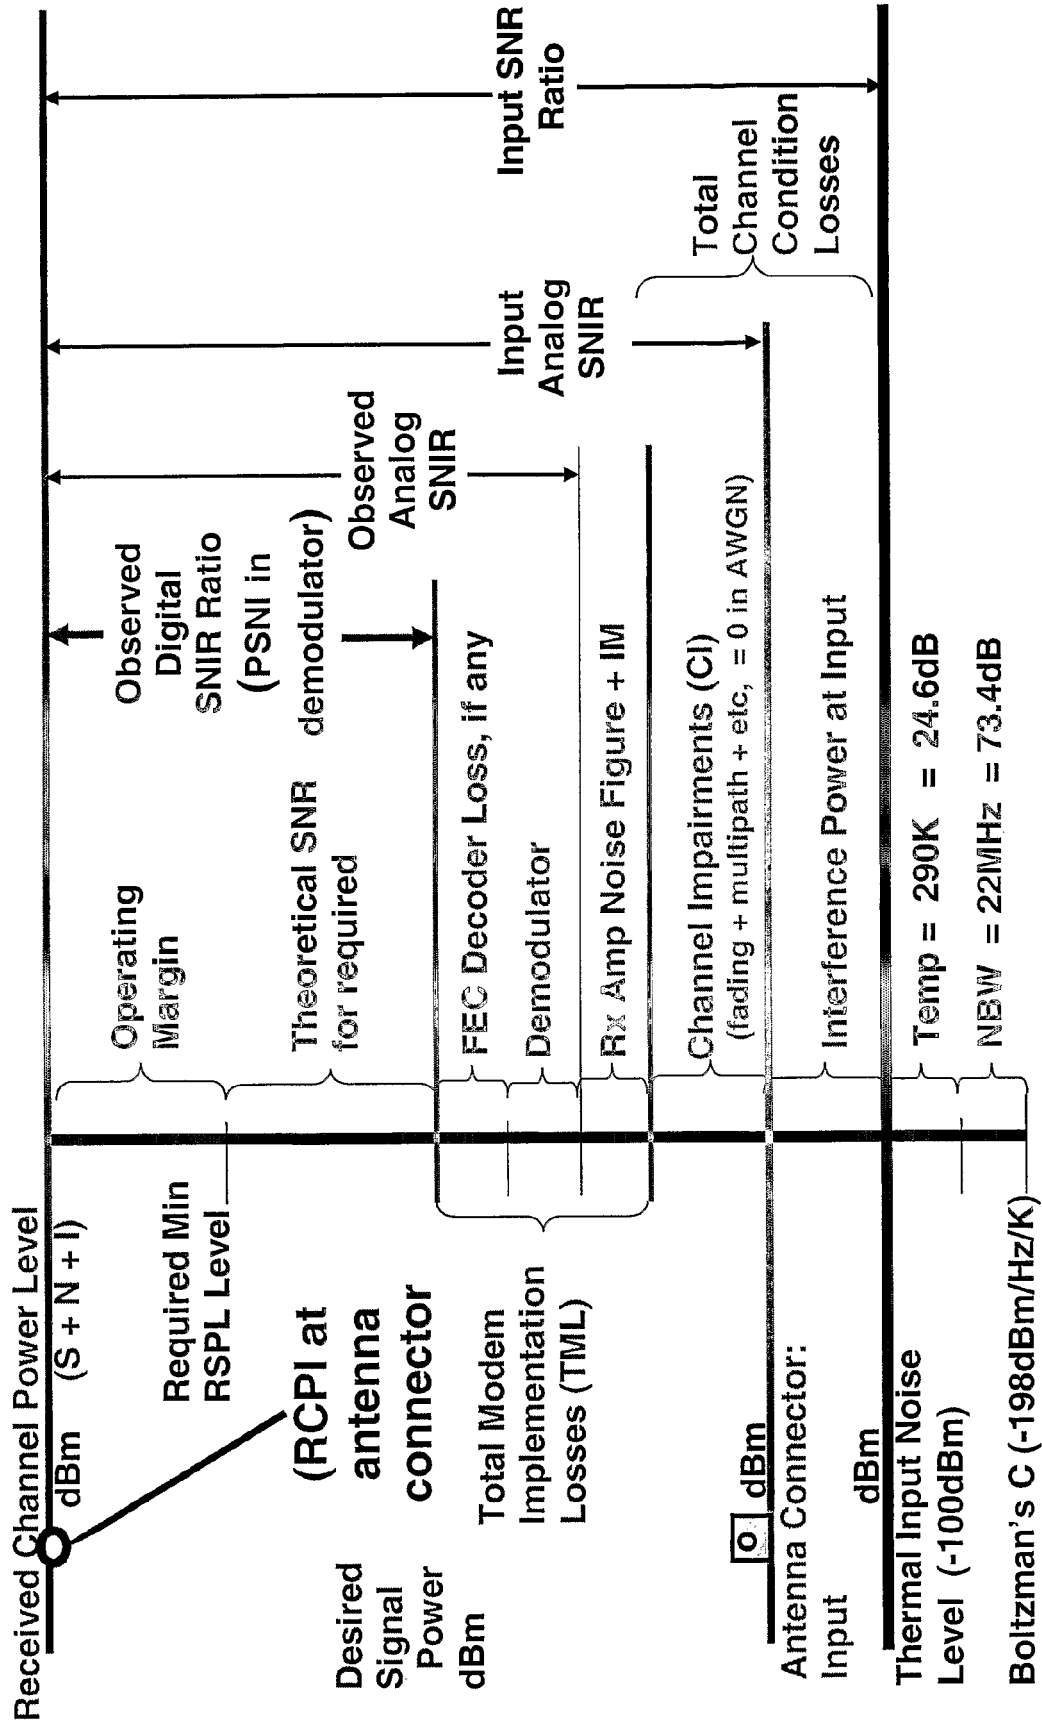 Received Channel Power Level
dBm (S + N + I)
Required Min
RSPL Level
(RCPI at
antenna
connector
Desired
Signal
Power
dBm
Total Modem
Implementation
Losses (TML)
O
dBm
Antenna Connector:
Input
dBm
Thermal Input Noise
Level (-100dBm)
Boltzman's C (-198dBm/Hz/K)
Operating
Margin
Theoretical SNR
for required
FEC Decoder Loss, if any
Demodulator
Rx Amp Noise Figure + IM
Channel Impairments (CI)
(fading + multipath + etc, = 0 in AWGN)
Interference Power at Input
Temp = 290K = 24.6dB
NBW = 22MHz = 73.4dB
Observed
Digital
SNIR Ratio
(PSNI in
demodulator)
Observed
Analog
SNIR
Input
Analog
SNIR
Total
Channel
Condition
Losses
Input SNR
Ratio